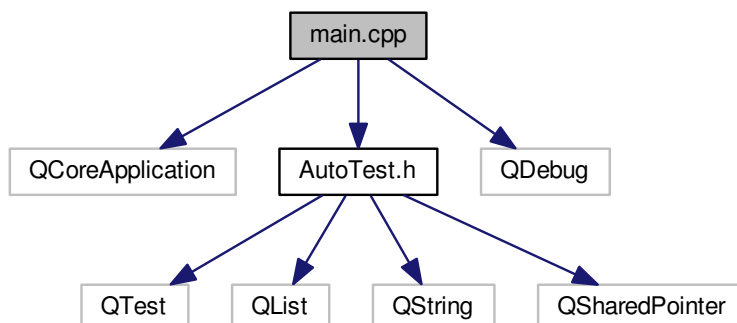 main.cpp
QCoreApplication
AutoTest.h
QDebug
QTest
QList
QString
QSharedPointer